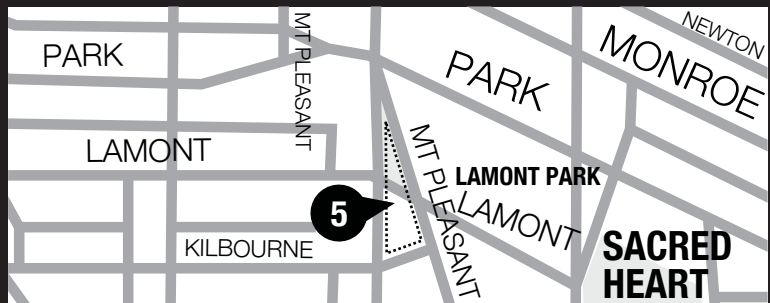 NEWTON
MT PLEASANT
MONROE
PARK
PARK
LAMONT
MT PLEASANT
LAMONT PARK
LAMONT
5
KILBOURNE
SACRED
HEART